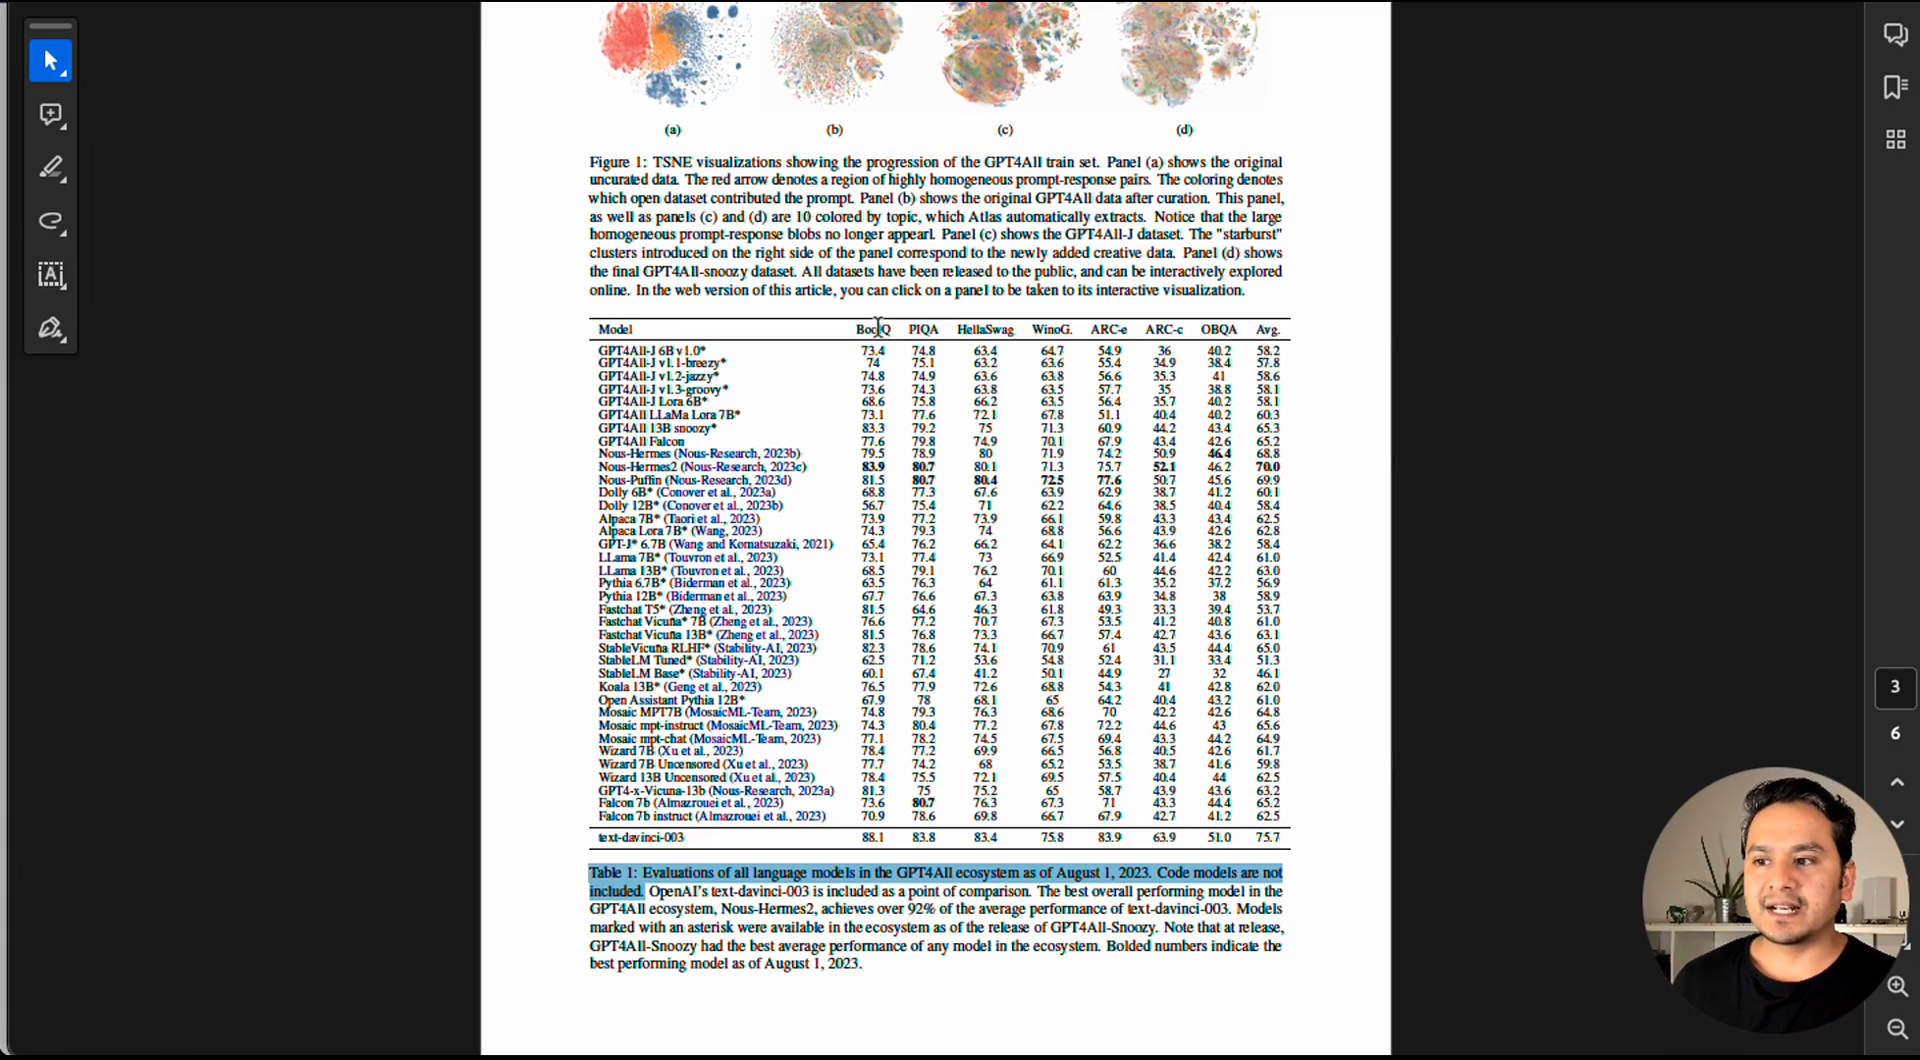 (a) (b) (c) (d)
Figure 1: TSNE visualizations showing the progression of the GPT4All train set. Panel (a) shows the original
uncurated data. The red arrow denotes a region of highly homogeneous prompt-response pairs. The coloring denotes
which open dataset contributed the prompt. Panel (b) shows the original GPT4All data after curation. This panel,
as well as panels (c) and (d) are 10 colored by topic, which Atlas automatically extracts. Notice that the large
homogeneous prompt-response blobs no longer appearl. Panel (c) shows the GPT4All-J dataset. The "starburst"
clusters introduced on the right side of the panel correspond to the newly added creative data. Panel (d) shows
the final GPT4All-snoozy dataset. All datasets have been released to the public, and can be interactively explored
online. In the web version of this article, you can click on a panel to be taken to its interactive visualization.
Model BoolQ PIQA HellaSwag WinoG. ARC-e ARC-c OBQA Avg.
GPT4All-J 6B v1.0* 73.4 74.8 63.4 64.7 54.9 36 40.2 58.2
GPT4All-J v1.1-breezy* 74 75.1 63.2 63.6 55.4 34.9 38.4 57.8
GPT4All-J v1.2-jazzy* 74.8 74.9 63.6 63.8 56.6 35.3 41 58.6
GPT4All-J v1.3-groovy* 73.6 74.3 63.8 63.5 57.7 35 38.8 58.1
GPT4All-J Lora 6B* 68.6 75.8 66.2 63.5 56.4 35.7 40.2 58.1
GPT4All LLaMa Lora 7B* 73.1 77.6 72.1 67.8 51.1 40.4 40.2 60.3
GPT4All 13B snoozy* 83.3 79.2 75 71.3 60.9 44.2 43.4 65.3
GPT4All Falcon 77.6 79.8 74.9 70.1 67.9 43.4 42.6 65.2
Nous-Hermes (Nous-Research, 2023b) 79.5 78.9 80 71.9 74.2 50.9 46.4 68.8
Nous-Hermes2 (Nous-Research, 2023c) 83.9 80.7 80.1 71.3 75.7 52.1 46.2 70.0
Nous-Puffin (Nous-Research, 2023d) 81.5 80.7 80.4 72.5 77.6 50.7 45.6 69.9
Dolly 6B* (Conover et al., 2023a) 68.8 77.3 67.6 63.9 62.9 38.7 41.2 60.1
Dolly 12B* (Conover et al., 2023b) 56.7 75.4 71 62.2 64.6 38.5 40.4 58.4
Alpaca 7B* (Taori et al., 2023) 73.9 77.2 73.9 66.1 59.8 43.3 43.4 62.5
Alpaca Lora 7B* (Wang, 2023) 74.3 79.3 74 68.8 56.6 43.9 42.6 62.8
GPT-J* 6.7B (Wang and Komatsuzaki, 2021) 65.4 76.2 66.2 64.1 62.2 36.6 38.2 58.4
LLama 7B* (Touvron et al., 2023) 73.1 77.4 73 66.9 52.5 41.4 42.4 61.0
LLama 13B* (Touvron et al., 2023) 68.5 79.1 76.2 70.1 60 44.6 42.2 63.0
Pythia 6.7B* (Biderman et al., 2023) 63.5 76.3 64 61.1 61.3 35.2 37.2 56.9
Pythia 12B* (Biderman et al., 2023) 67.7 76.6 67.3 63.8 63.9 34.8 38 58.9
Fastchat T5* (Zheng et al., 2023) 81.5 64.6 46.3 61.8 49.3 33.3 39.4 53.7
Fastchat Vicuña* 7B (Zheng et al., 2023) 76.6 77.2 70.7 67.3 53.5 41.2 40.8 61.0
Fastchat Vicuña 13B* (Zheng et al., 2023) 81.5 76.8 73.3 66.7 57.4 42.7 43.6 63.1
StableVicuña RLHF* (Stability-AI, 2023) 82.3 78.6 74.1 70.9 61 43.5 44.4 65.0
StableLM Tuned* (Stability-AI, 2023) 62.5 71.2 53.6 54.8 52.4 31.1 33.4 51.3
StableLM Base* (Stability-AI, 2023) 60.1 67.4 41.2 50.1 44.9 27 32 46.1
Koala 13B* (Geng et al., 2023) 76.5 77.9 72.6 68.8 54.3 41 42.8 62.0
Open Assistant Pythia 12B* 67.9 78 68.1 65 64.2 40.4 43.2 61.0
Mosaic MPT7B (MosaicML-Team, 2023) 74.8 79.3 76.3 68.6 70 42.2 42.6 64.8
Mosaic mpt-instruct (MosaicML-Team, 2023) 74.3 80.4 77.2 67.8 72.2 44.6 43 65.6
Mosaic mpt-chat (MosaicML-Team, 2023) 77.1 78.2 74.5 67.5 69.4 43.3 44.2 64.9
Wizard 7B (Xu et al., 2023) 78.4 77.2 69.9 66.5 56.8 40.5 42.6 61.7
Wizard 7B Uncensored (Xu et al., 2023) 77.7 74.2 68 65.2 53.5 38.7 41.6 59.8
Wizard 13B Uncensored (Xu et al., 2023) 78.4 75.5 72.1 69.5 57.5 40.4 44 62.5
GPT4-x-Vicuna-13b (Nous-Research, 2023a) 81.3 75 75.2 65 58.7 43.9 43.6 63.2
Falcon 7b (Almazrouei et al., 2023) 73.6 80.7 76.3 67.3 71 43.3 44.4 65.2
Falcon 7b instruct (Almazrouei et al., 2023) 70.9 78.6 69.8 66.7 67.9 42.7 41.2 62.5
text-davinci-003 88.1 83.8 83.4 75.8 83.9 63.9 51.0 75.7
Table 1: Evaluations of all language models in the GPT4All ecosystem as of August 1, 2023. Code models are not
included. OpenAI's text-davinci-003 is included as a point of comparison. The best overall performing model in the
GPT4All ecosystem, Nous-Hermes2, achieves over 92% of the average performance of text-davinci-003. Models
marked with an asterisk were available in the ecosystem as of the release of GPT4All-Snoozy. Note that at release,
GPT4All-Snoozy had the best average performance of any model in the ecosystem. Bolded numbers indicate the
best performing model as of August 1, 2023.
3
6